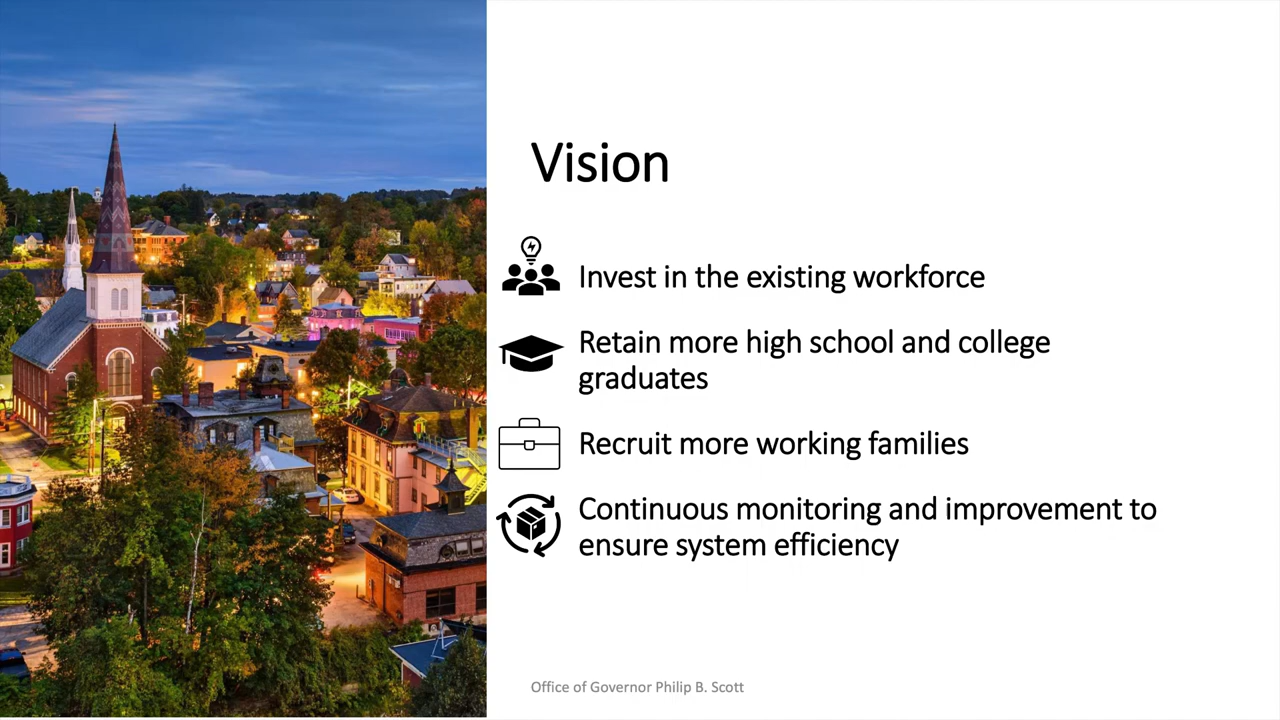 Vision
Invest in the existing workforce
Retain more high school and college
graduates
Recruit more working families
Continuous monitoring and improvement to
ensure system efficiency
Office of Governor Philip B. Scott